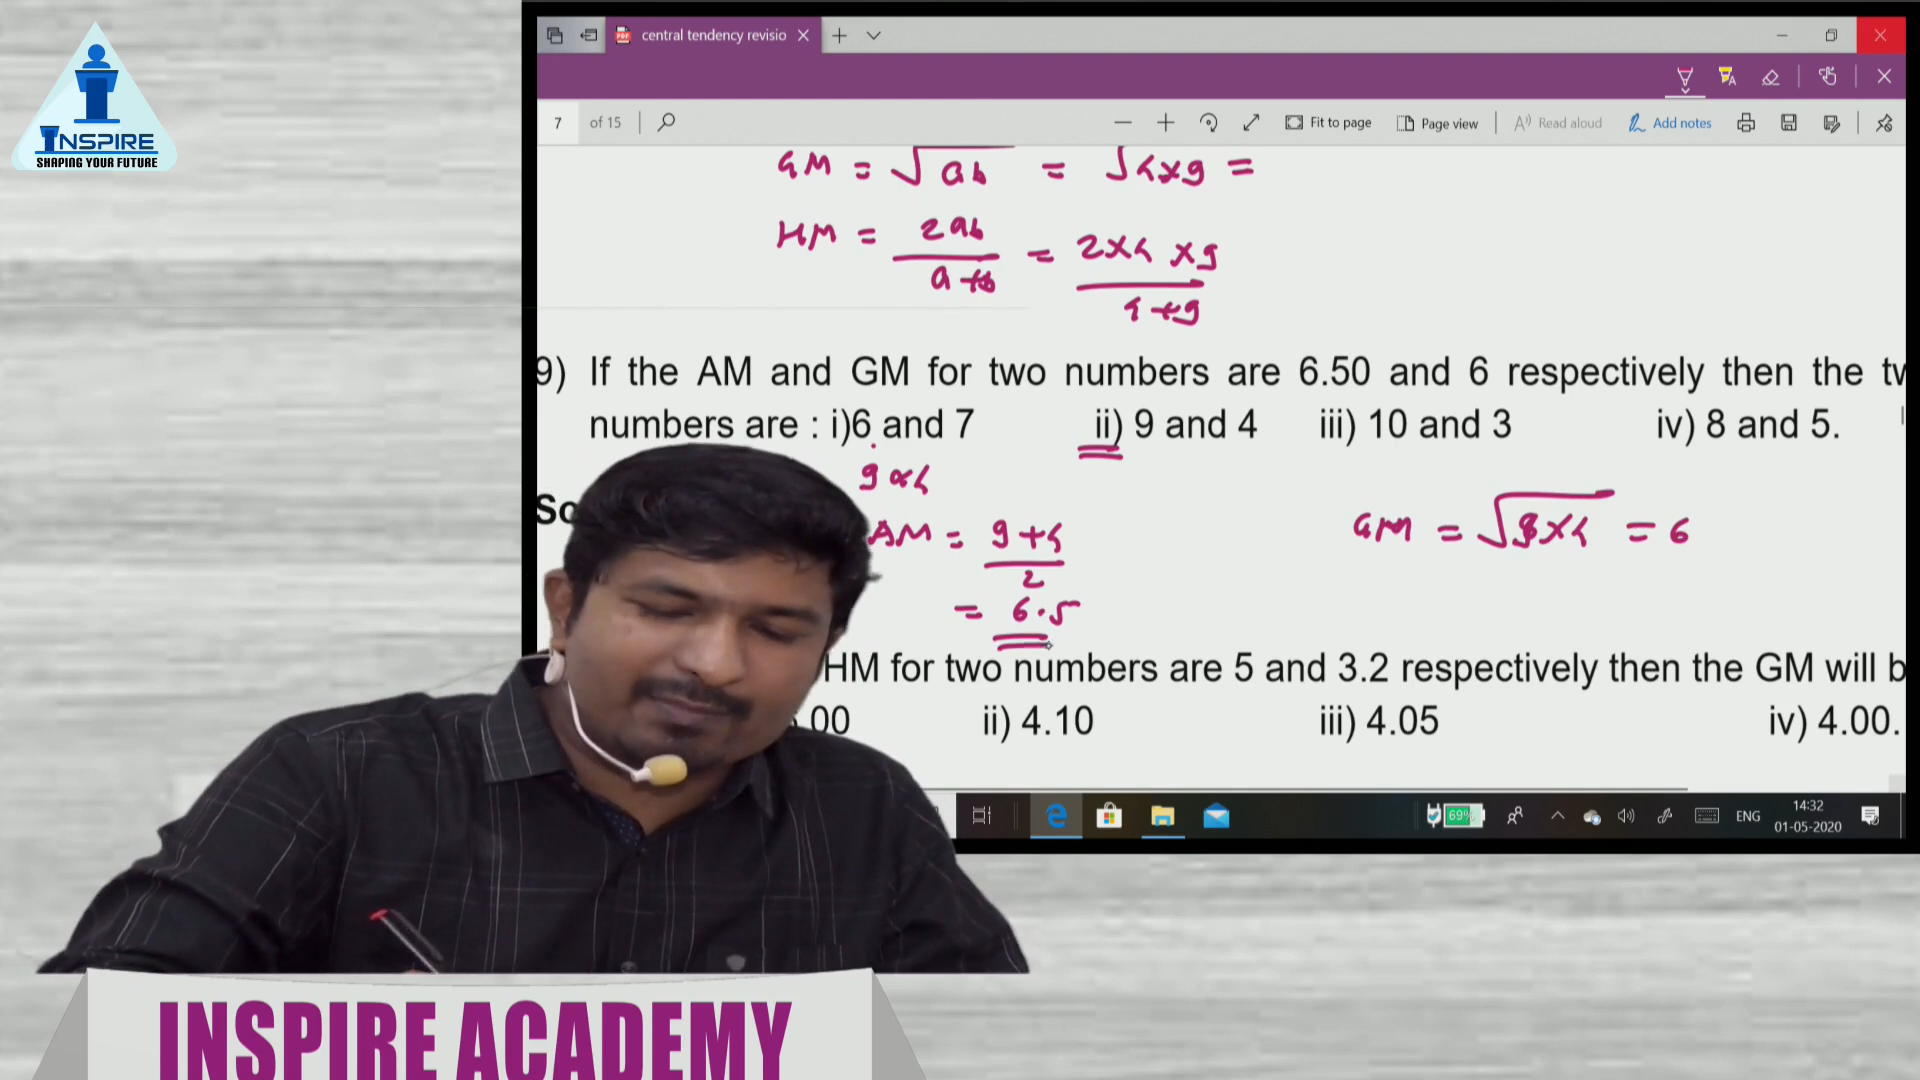 central tendency revisio
7 of 15
Fit to page
Page view
Read aloud
Add notes
INSPIRE
SHAPING YOUR FUTURE
GM = √ab = √4×9 =
HM = 2ab / a+b = 2×4×9 / 4+9
9) If the AM and GM for two numbers are 6.50 and 6 respectively then the tw
numbers are : i)6 and 7 ii) 9 and 4 iii) 10 and 3 iv) 8 and 5.
9 × 4
So
AM = 9+4 / 2
= 6.5
GM = √9×4 = 6
HM for two numbers are 5 and 3.2 respectively then the GM will b
.00 ii) 4.10 iii) 4.05 iv) 4.00.
69%
ENG
14:32
01-05-2020
INSPIRE ACADEMY